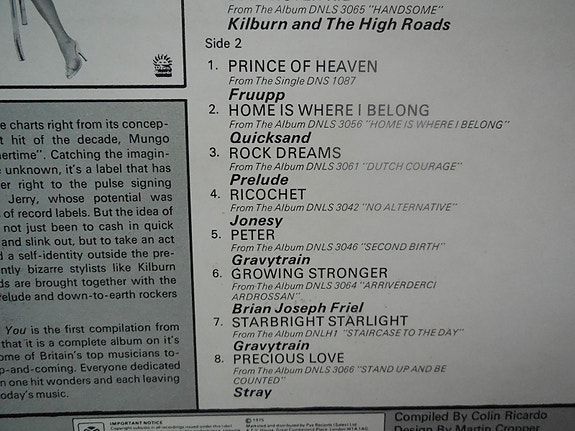 From The Album DNLS 3065 "HANDSOME"
Kilburn and The High Roads
Side 2
1. PRINCE OF HEAVEN
From The Single DNS 1087
Fruupp
2. HOME IS WHERE I BELONG
From The Album DNLS 3056 "HOME IS WHERE I BELONG"
Quicksand
3. ROCK DREAMS
From The Album DNLS 3061 "DUTCH COURAGE"
Prelude
4. RICOCHET
From The Album DNLS 3042 "NO ALTERNATIVE"
Jonesy
5. PETER
From The Album DNLS 3046 "SECOND BIRTH"
Gravytrain
6. GROWING STRONGER
From The Album DNLS 3064 "ARRIVERDERCI
ARDROSSAN"
Brian Joseph Friel
7. STARBRIGHT STARLIGHT
From The Album DNLH1 "STAIRCASE TO THE DAY"
Gravytrain
8. PRECIOUS LOVE
From The Album DNLS 3066 "STAND UP AND BE
COUNTED"
Stray
e charts right from its concep-
t hit of the decade, Mungo
mertime". Catching the imagin-
e unknown, it's a label that has
er right to the pulse signing
Jerry, whose potential was
of record labels. But the idea of
not just been to cash in quick
and slink out, but to take an act
d a self-identity outside the pre-
ntly bizarre stylists like Kilburn
ds are brought together with the
relude and down-to-earth rockers
You is the first compilation from
that it is a complete album on it's
ome of Britain's top musicians to-
p-and-coming. Everyone dedicated
n one hit wonders and each leaving
oday's music.
IMPORTANT NOTICE
© 1975
Compiled By Colin Ricardo
Design By Martin Cropper